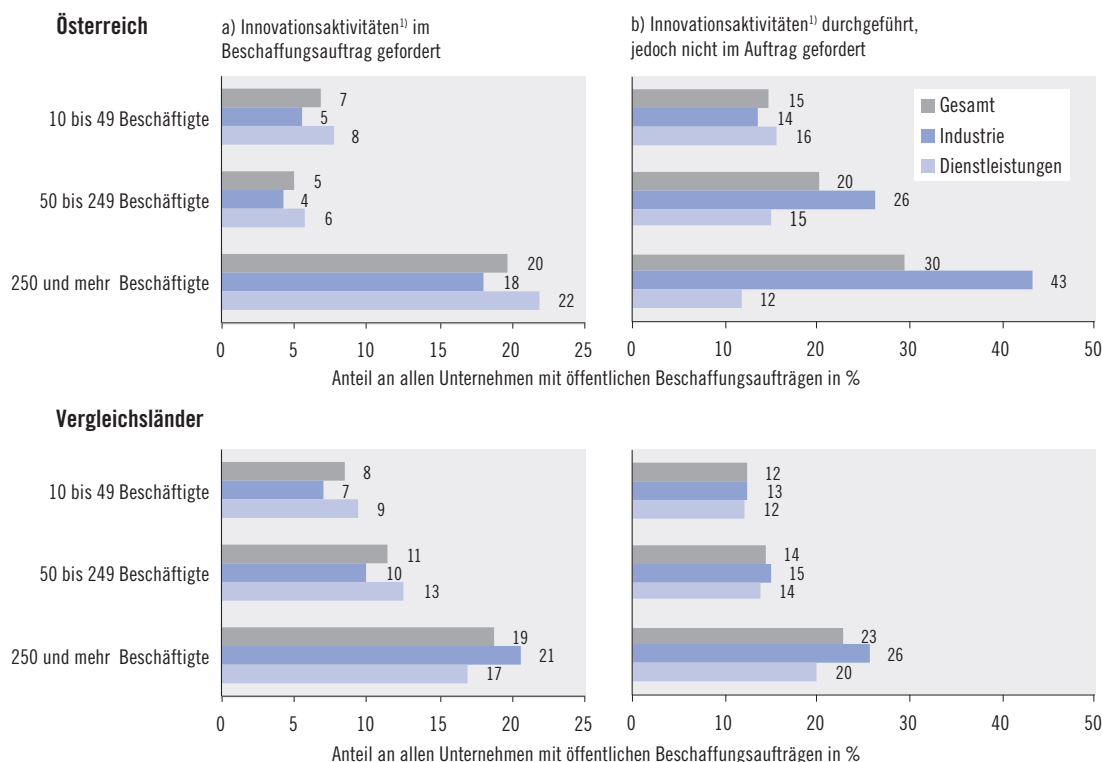 Österreich
a) Innovationsaktivitäten1) im
Beschaffungsauftrag gefordert
b) Innovationsaktivitäten1) durchgeführt,
jedoch nicht im Auftrag gefordert
10 bis 49 Beschäftigte
7
5
8
50 bis 249 Beschäftigte
5
4
6
250 und mehr Beschäftigte
20
18
22
0 5 10 15 20 25
15
14
16
20
26
15
30
43
12
0 10 20 30 40 50
Gesamt
Industrie
Dienstleistungen
Anteil an allen Unternehmen mit öffentlichen Beschaffungsaufträgen in %
Vergleichsländer
10 bis 49 Beschäftigte
8
7
9
50 bis 249 Beschäftigte
11
10
13
250 und mehr Beschäftigte
19
21
17
0 5 10 15 20 25
12
13
12
14
15
14
23
26
20
0 10 20 30 40 50
Anteil an allen Unternehmen mit öffentlichen Beschaffungsaufträgen in %